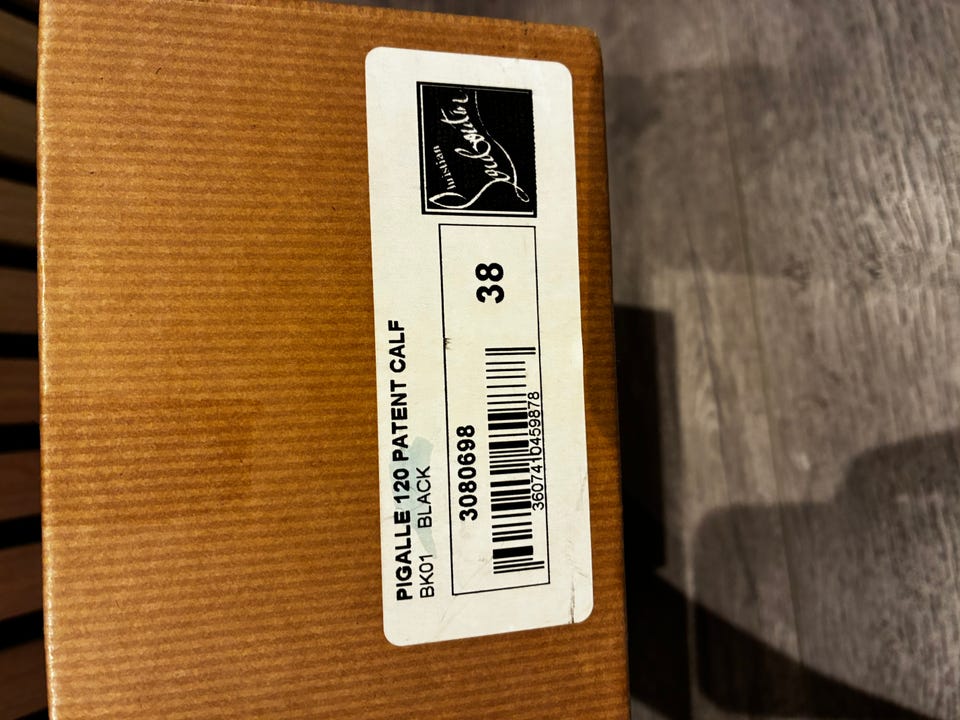 PIGALLE 120 PATENT CALF
BK01 BLACK
3080698
38
3607410459878
Christian
Louboutin